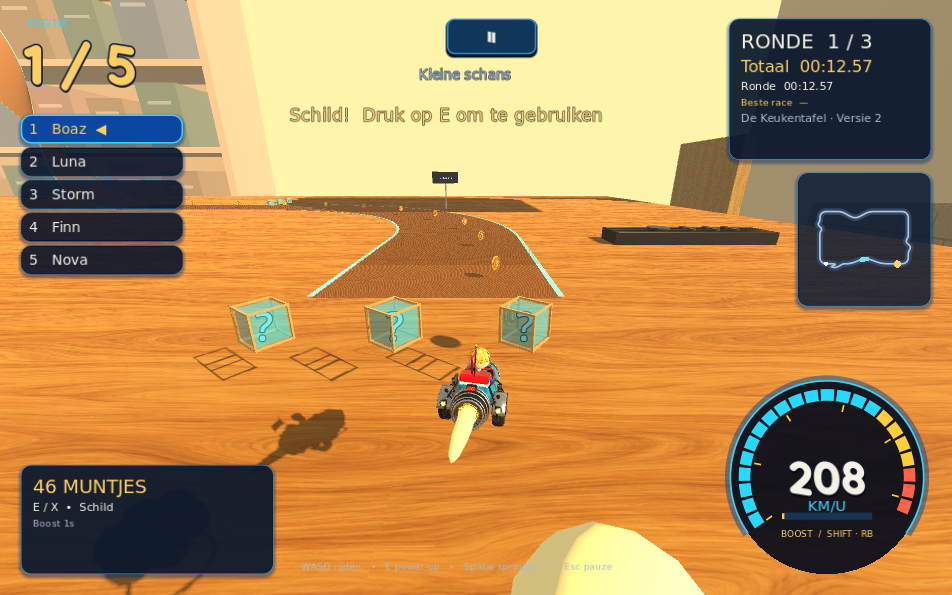 POSITIE
1/5
1 Boaz
2 Luna
3 Storm
4 Finn
5 Nova
Kleine schans
Schild! Druk op E om te gebruiken
RONDE 1 / 3
Totaal 00:12.57
Ronde 00:12.57
Beste race —
De Keukentafel · Versie 2
? ? ?
46 MUNTJES
E / X • Schild
Boost 1s
208
KM/U
BOOST / SHIFT · RB
WASD rijden • E power-up • Spatie Esc pauze